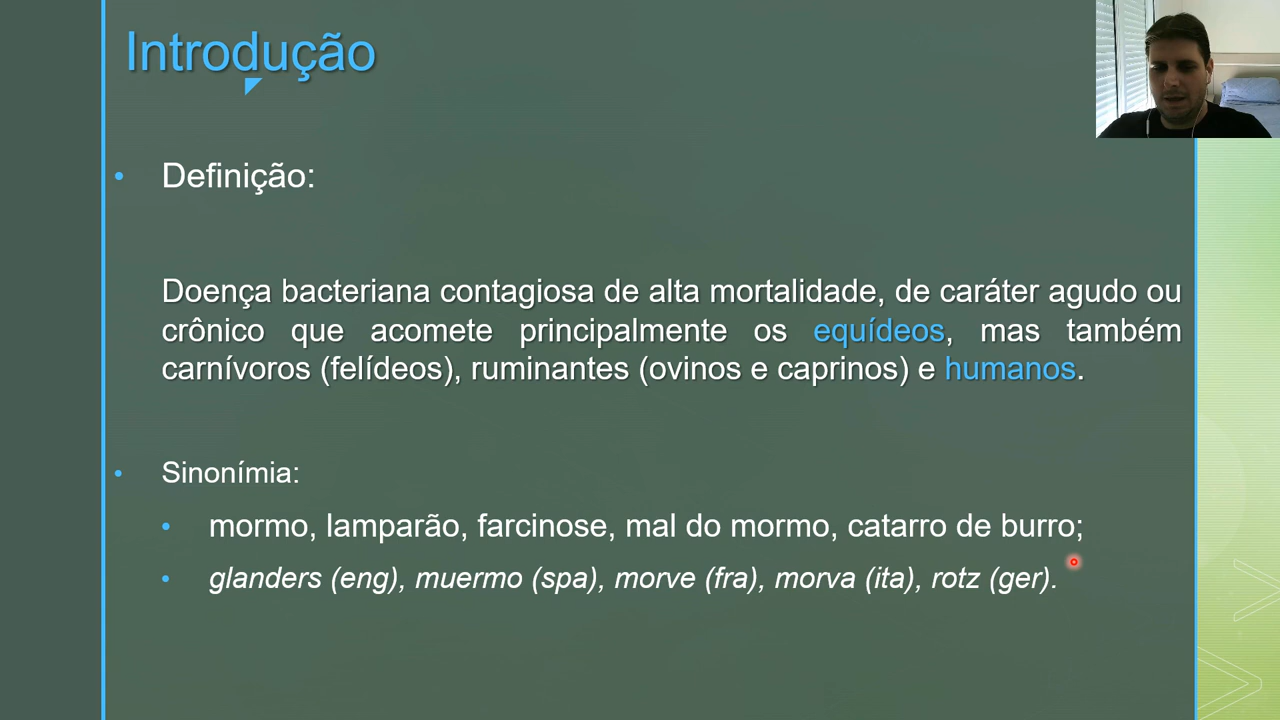 Introdução
• Definição:
Doença bacteriana contagiosa de alta mortalidade, de caráter agudo ou
crônico que acomete principalmente os equídeos, mas também
carnívoros (felídeos), ruminantes (ovinos e caprinos) e humanos.
• Sinonímia:
• mormo, lamparão, farcinose, mal do mormo, catarro de burro;
• glanders (eng), muermo (spa), morve (fra), morva (ita), rotz (ger).